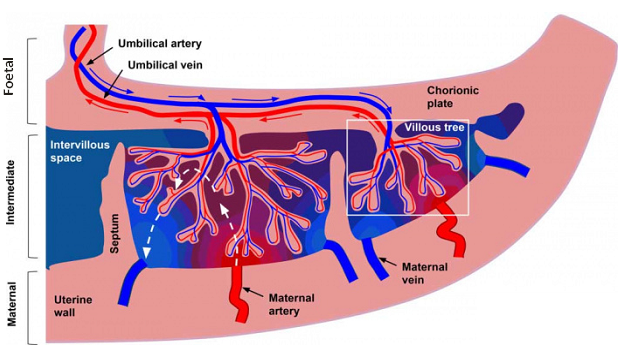 Foetal
Intermediate
Maternal
Umbilical artery
Umbilical vein
Chorionic
plate
Intervillous
space
Villous tree
Septum
Uterine
wall
Maternal
artery
Maternal
vein